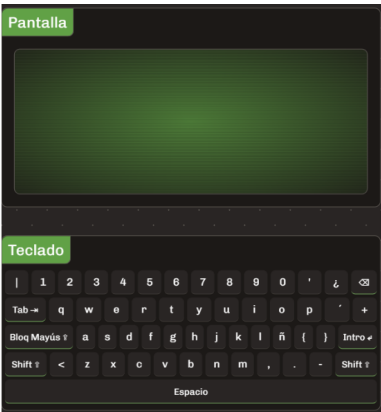 Pantalla
Teclado
| 1 2 3 4 5 6 7 8 9 0 ' ¿ ⌫
Tab ⇥ q w e r t y u i o p ´ +
Bloq Mayús ⇧ a s d f g h j k l ñ { } Intro ↲
Shift ⇧ < z x c v b n m , . - Shift ⇧
Espacio